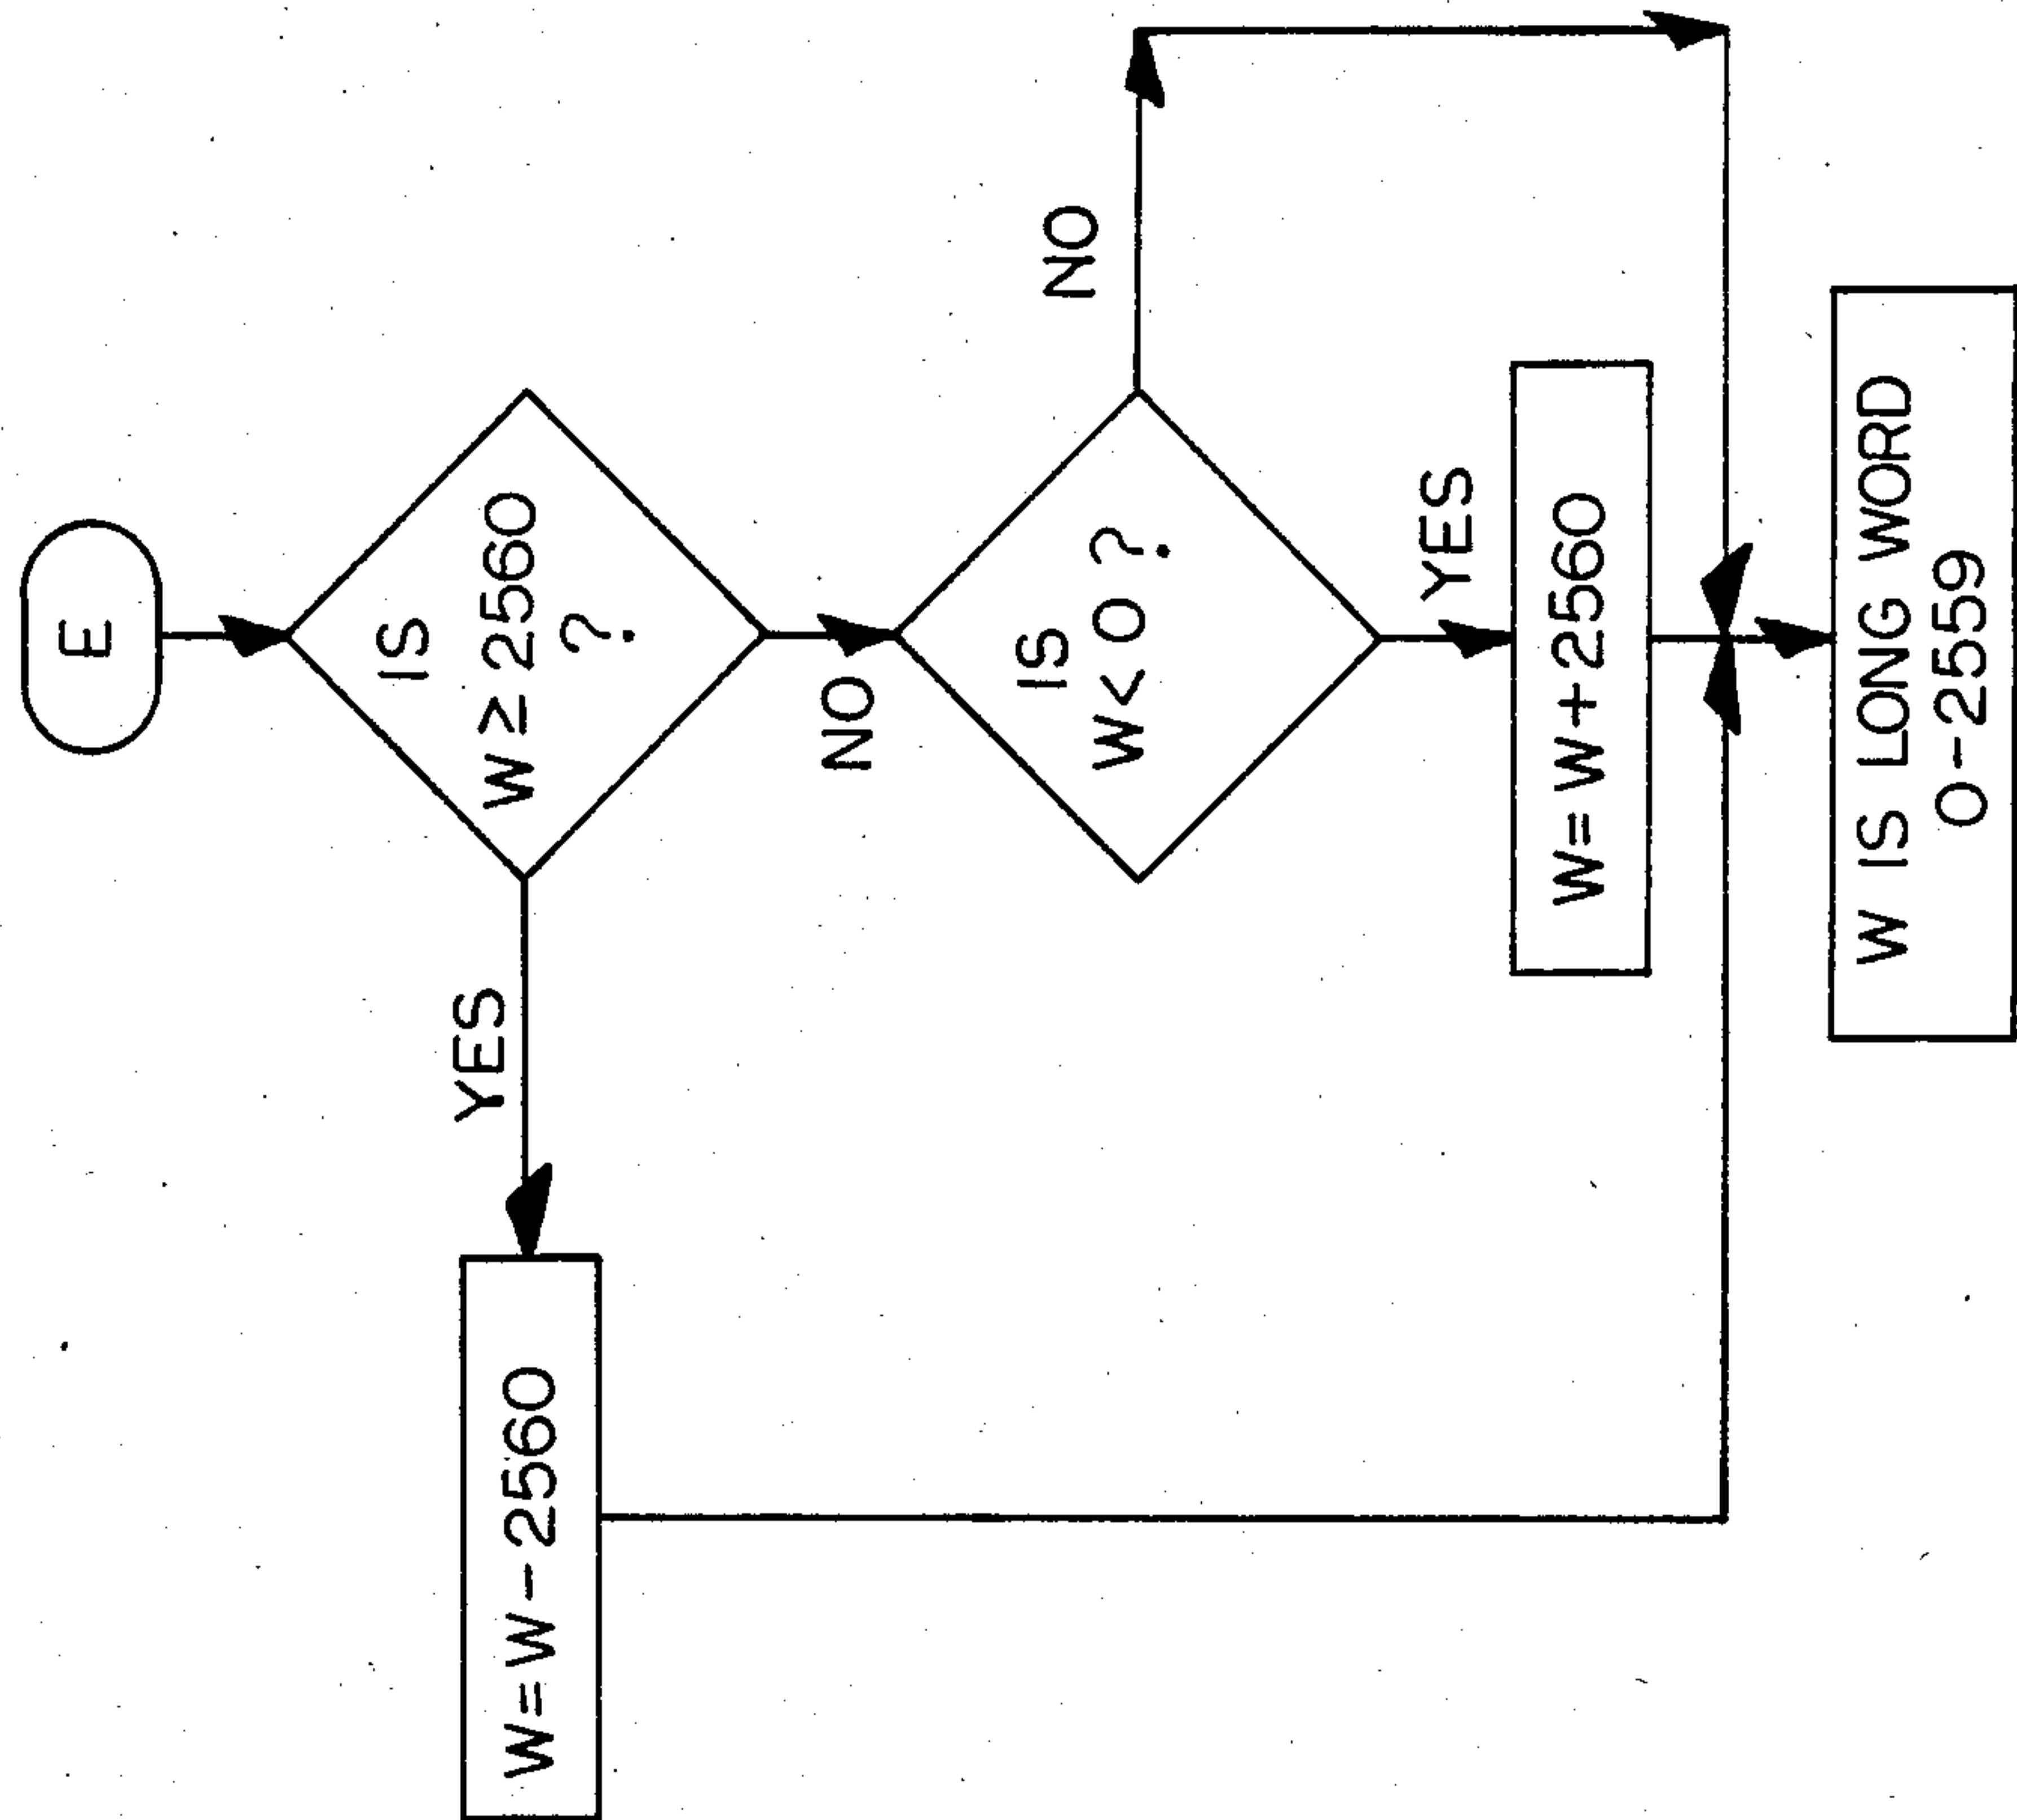 E
IS
W ≥ 2560
?
YES
W=W-2560
NO
IS
W< 0 ?
NO
YES
W=W+2560
W IS LONG WORD
0-2559